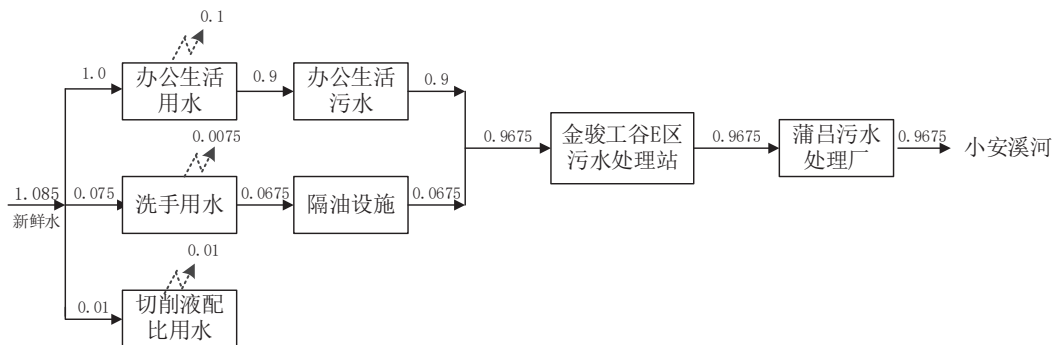 0.1
1.0
办公生活
用水
0.9
办公生活
污水
0.9
0.0075
0.9675
金骏工谷E区
污水处理站
0.9675
蒲吕污水
处理厂
0.9675
小安溪河
1.085
新鲜水
0.075
洗手用水
0.0675
隔油设施
0.0675
0.01
0.01
切削液配
比用水